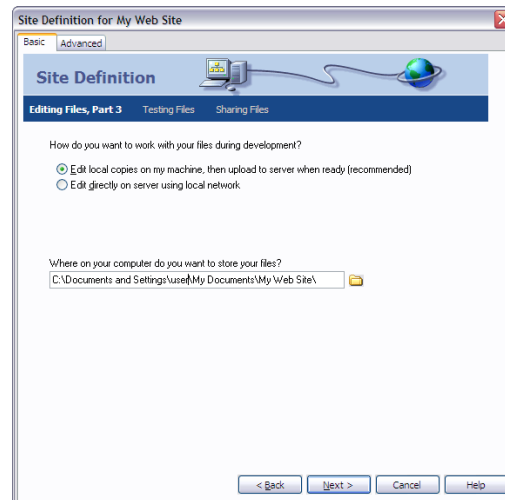 Site Definition for My Web Site
Basic Advanced
Site Definition
Editing Files, Part 3 Testing Files Sharing Files
How do you want to work with your files during development?
Edit local copies on my machine, then upload to server when ready (recommended)
Edit directly on server using local network
Where on your computer do you want to store your files?
C:\Documents and Settings\user\My Documents\My Web Site\
< Back Next > Cancel Help